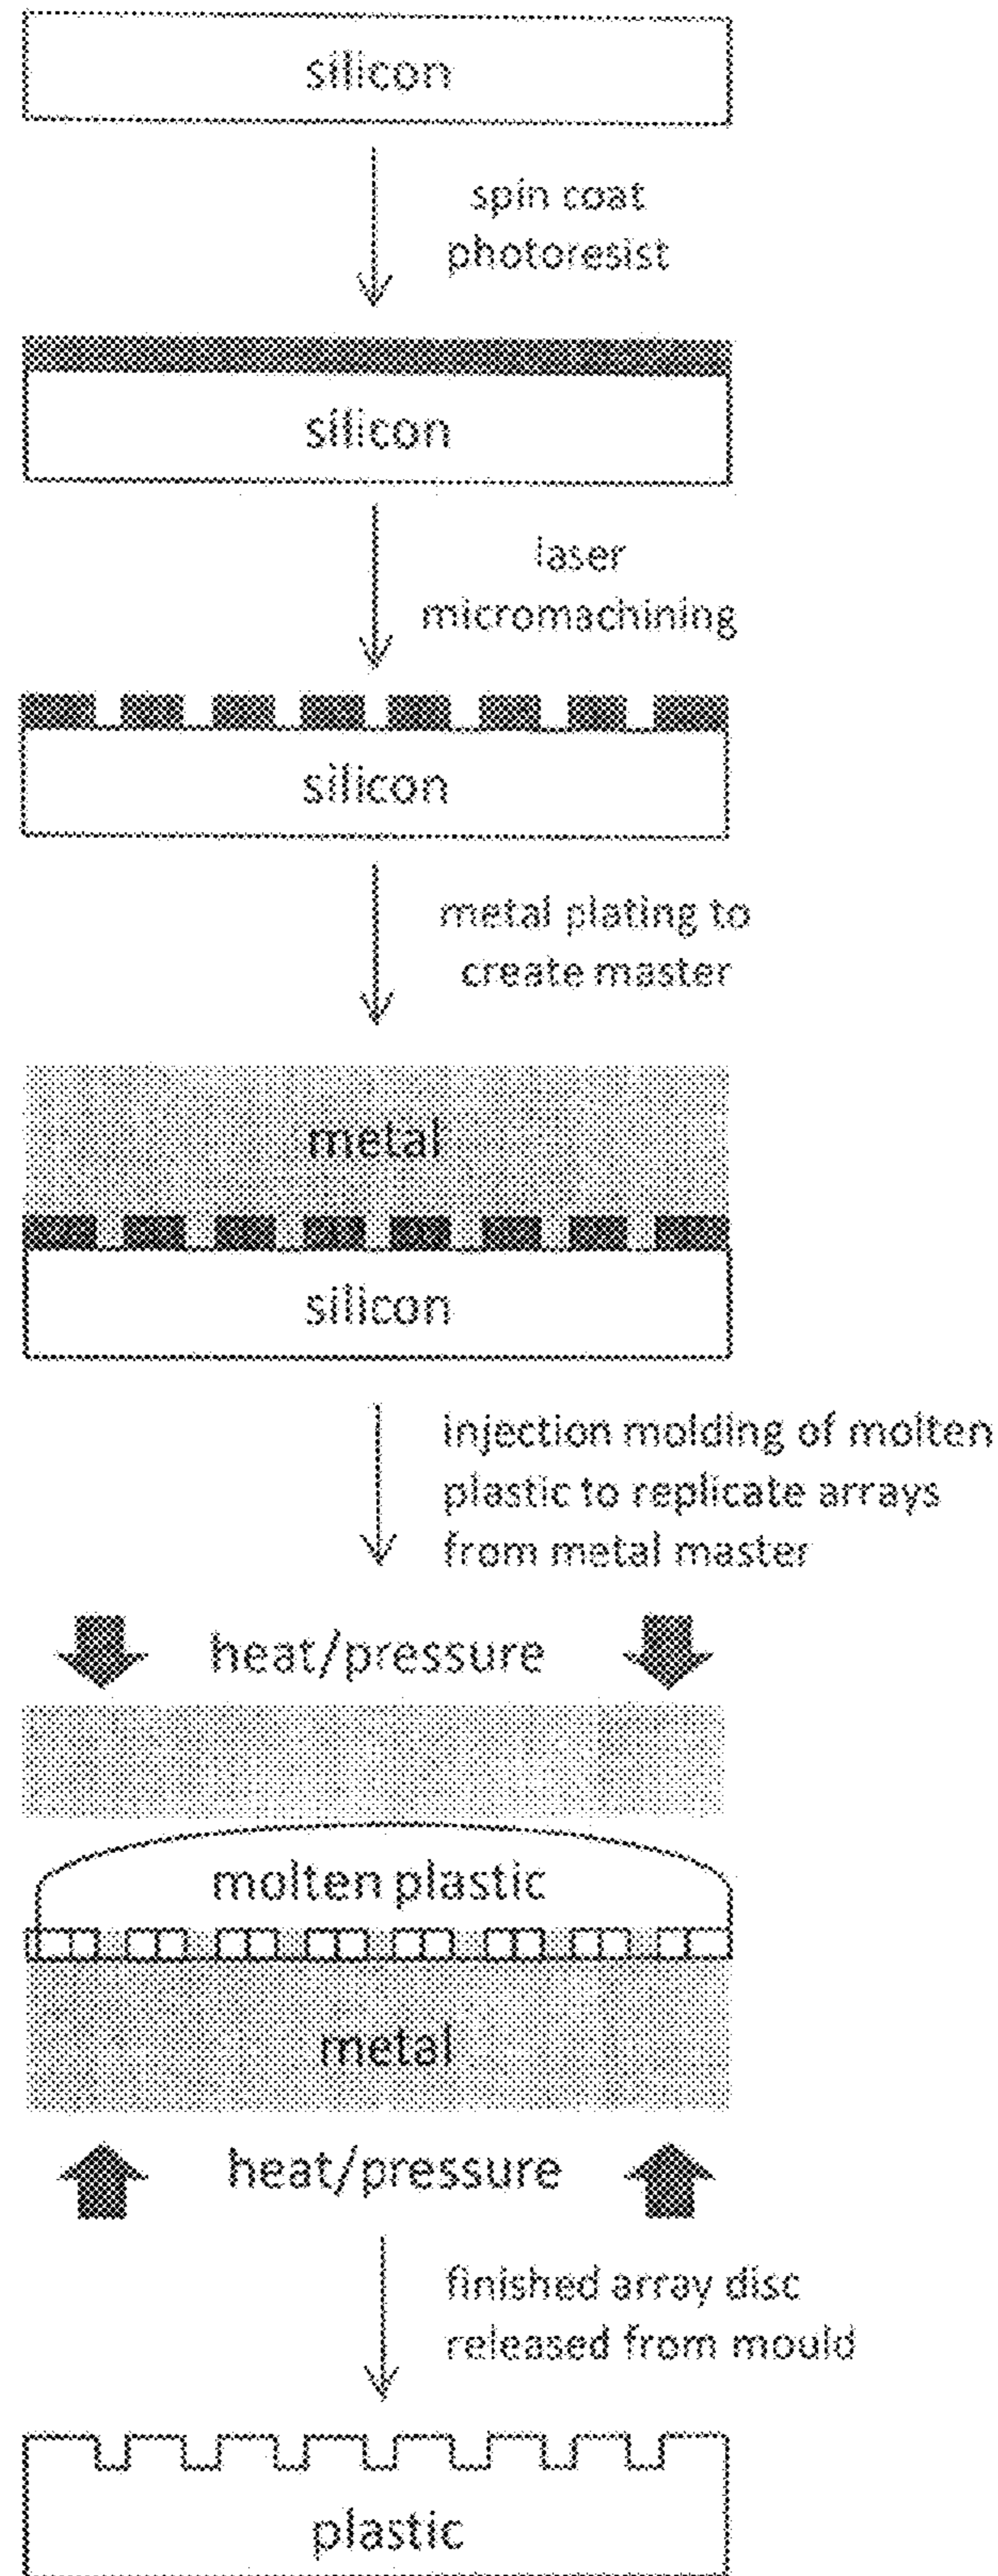 silicon
spin coat
photoresist
silicon
laser
micromachining
silicon
metal plating to
create master
metal
silicon
injection molding of molten
plastic to replicate arrays
from metal master
heat/pressure
molten plastic
metal
heat/pressure
finished array disc
released from mould
plastic